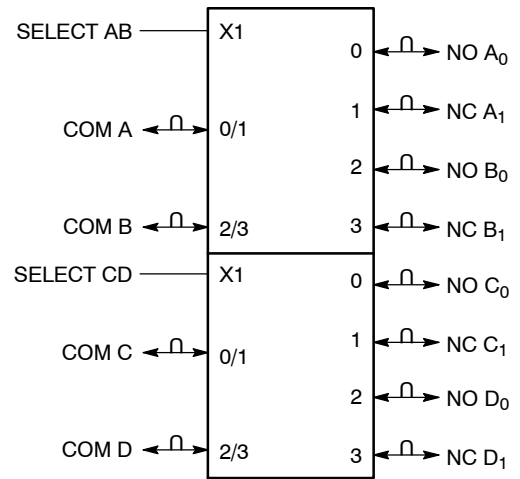 SELECT AB X1
0 NO A0
1 NC A1
COM A 0/1
2 NO B0
COM B 2/3 3 NC B1
SELECT CD X1
0 NO C0
1 NC C1
COM C 0/1
2 NO D0
COM D 2/3 3 NC D1